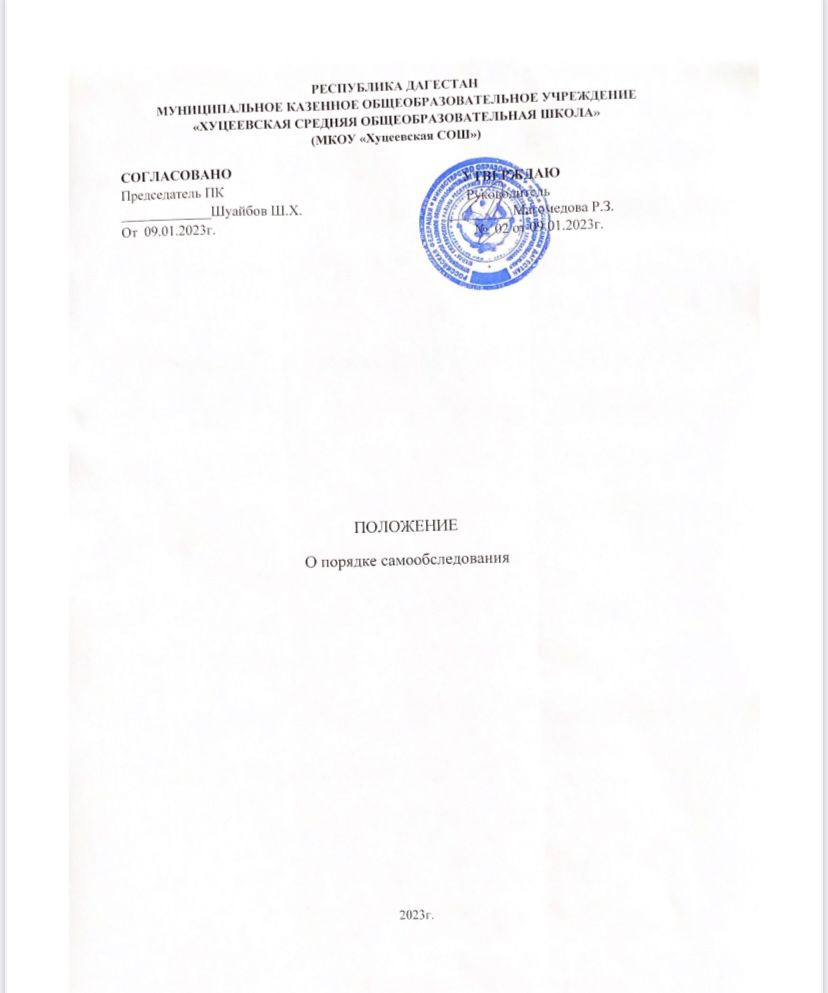 РЕСПУБЛИКА ДАГЕСТАН
МУНИЦИПАЛЬНОЕ КАЗЕННОЕ ОБЩЕОБРАЗОВАТЕЛЬНОЕ УЧРЕЖДЕНИЕ
«ХУЦЕЕВСКАЯ СРЕДНЯЯ ОБЩЕОБРАЗОВАТЕЛЬНАЯ ШКОЛА»
(МКОУ «Хуцеевская СОШ»)
СОГЛАСОВАНО
Председатель ПК
_____________Шуайбов Ш.Х.
От 09.01.2023г.
УТВЕРЖДАЮ
Руководитель
Магомедова Р.З.
№ 02 от 09.01.2023г.
ПОЛОЖЕНИЕ
О порядке самообследования
2023г.